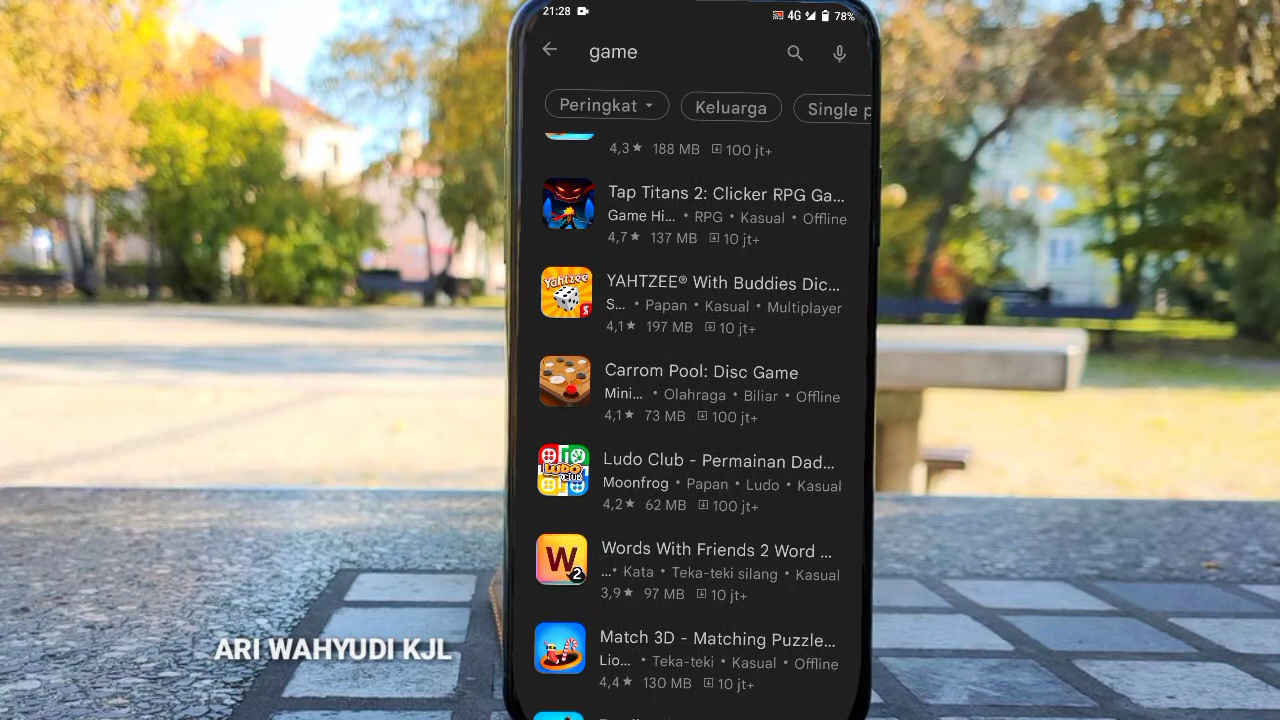 21:28
4G 78%
game
Peringkat
Keluarga
Single p
4,3★ 188 MB 100 jt+
Tap Titans 2: Clicker RPG Ga...
Game Hi... • RPG • Kasual • Offline
4,7★ 137 MB 10 jt+
Yahtzee
S
YAHTZEE® With Buddies Dic...
S... • Papan • Kasual • Multiplayer
4,1★ 197 MB 10 jt+
Carrom Pool: Disc Game
Mini... • Olahraga • Biliar • Offline
4,1★ 73 MB 100 jt+
LUDO
CLUB
Ludo Club - Permainan Dad...
Moonfrog • Papan • Ludo • Kasual
4,2★ 62 MB 100 jt+
W
2
Words With Friends 2 Word ...
...• Kata • Teka-teki silang • Kasual
3,9★ 97 MB 10 jt+
Match 3D - Matching Puzzle...
Lio... • Teka-teki • Kasual • Offline
4,4★ 130 MB 10 jt+
ARI WAHYUDI KJL